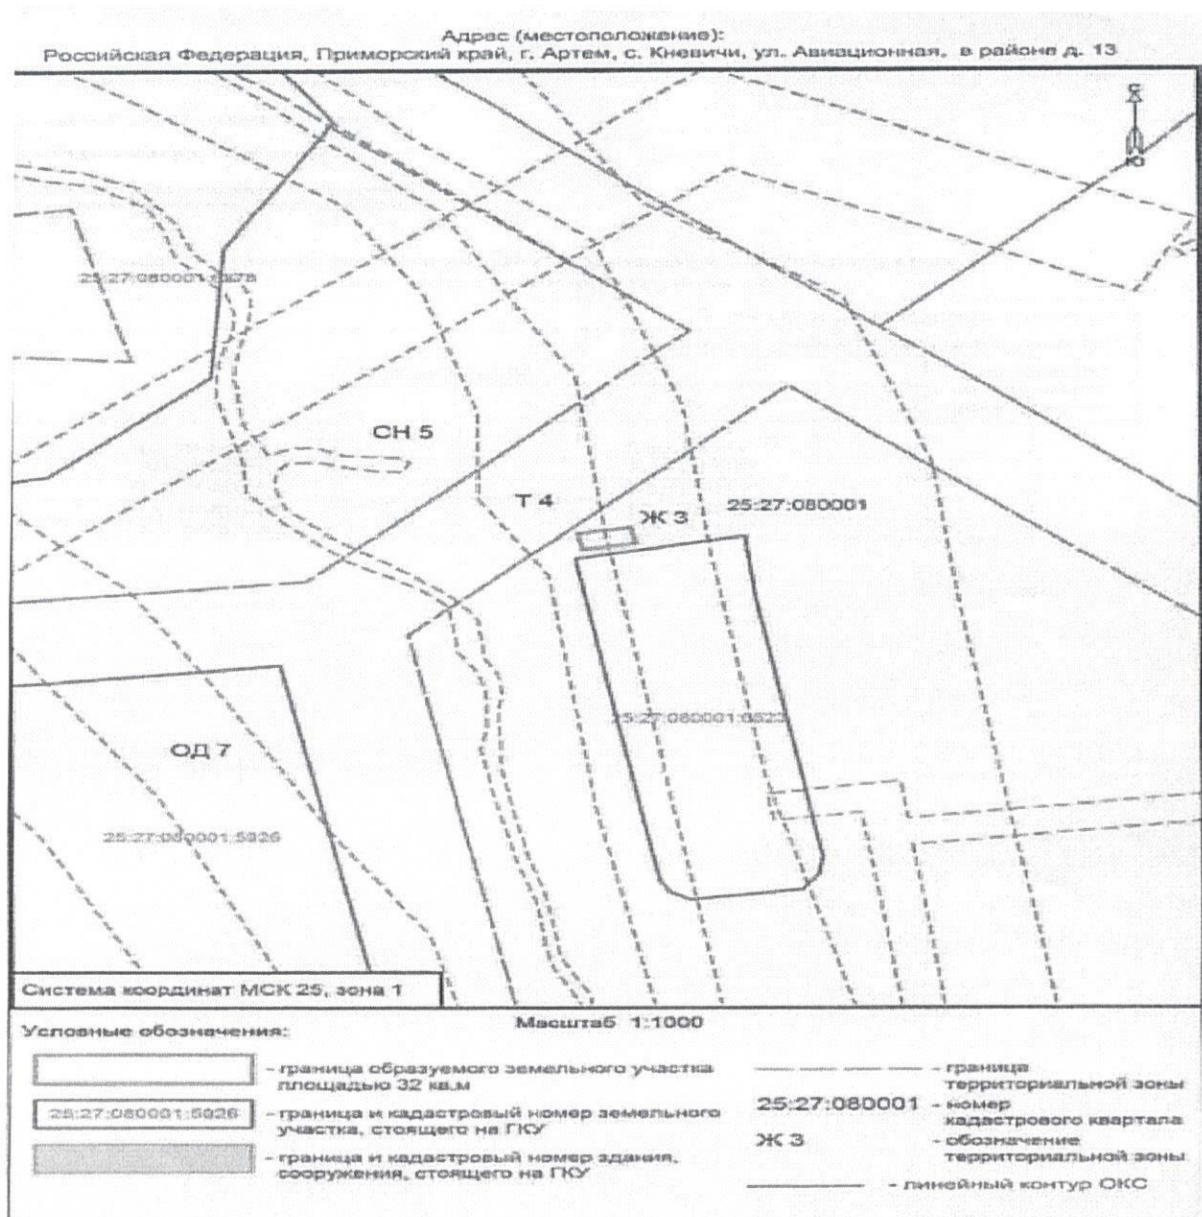 Адрес (местоположение):
Российская Федерация, Приморский край, г. Артем, с. Кневичи, ул. Авиационная, в районе д. 13
С
Ю
СН 5
Т 4
Ж 3
25:27:080001
ОД 7
25:27:080001:5926
Система координат МСК 25, зона 1
Масштаб 1:1000
Условные обозначения:
- граница образуемого земельного участка
площадью 32 кв.м
25:27:080001:5926
- граница и кадастровый номер земельного
участка, стоящего на ГКУ
- граница и кадастровый номер здания,
сооружения, стоящего на ГКУ
- граница
территориальной зоны
25:27:080001 - номер
кадастрового квартала
Ж 3 - обозначение
территориальной зоны
- линейный контур ОКС